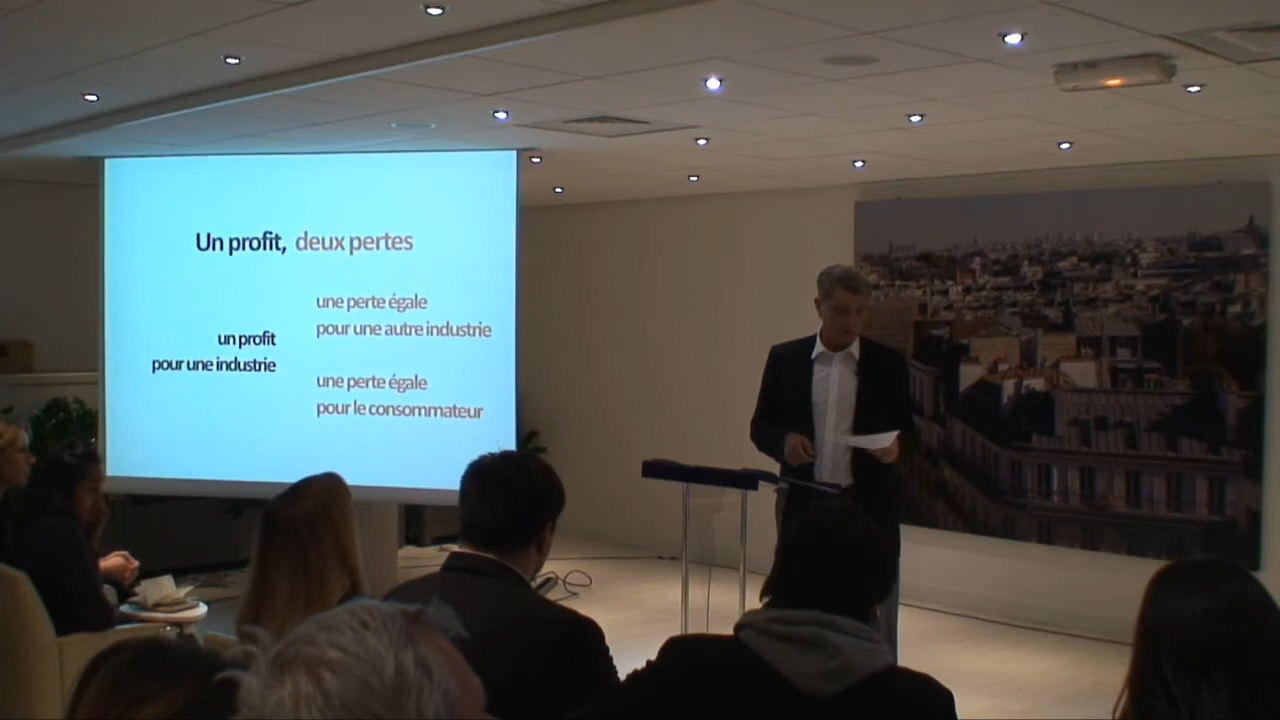 Un profit, deux pertes
un profit
pour une industrie
une perte égale
pour une autre industrie
une perte égale
pour le consommateur